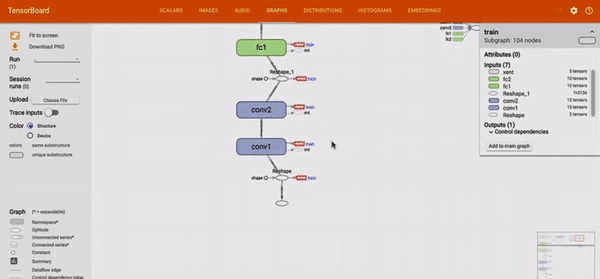 TensorBoard
SCALARS IMAGES AUDIO GRAPHS DISTRIBUTIONS HISTOGRAMS EMBEDDINGS
Fit to screen
Download PNG
Run
(1)
Session
runs (0)
Upload Choose File
Trace inputs
Color Structure
Device
colors same substructure
unique substructure
Graph (* = expandable)
Namespace*
OpNode
Unconnected series*
Connected series*
Constant
Summary
Dataflow edge
Control dependency edge
fc1
train
init
Reshape_1
shape
train
conv2
train
init
conv1
train
init
Reshape
shape
train
conv2
fc1
fc2
train
Subgraph: 104 nodes
Attributes (0)
Inputs (7)
xent 5 tensors
fc2 10 tensors
fc1 13 tensors
Reshape_1 ?×3136
conv2 13 tensors
conv1 13 tensors
Reshape 2 tensors
Outputs (1)
Control dependencies
Add to main graph